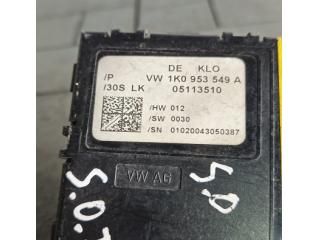 DE KLO
/P VW 1K0 953 549 A
/30S LK 05113510
/HW 012
/SW 0030
/SN 01020043050387
VW AG